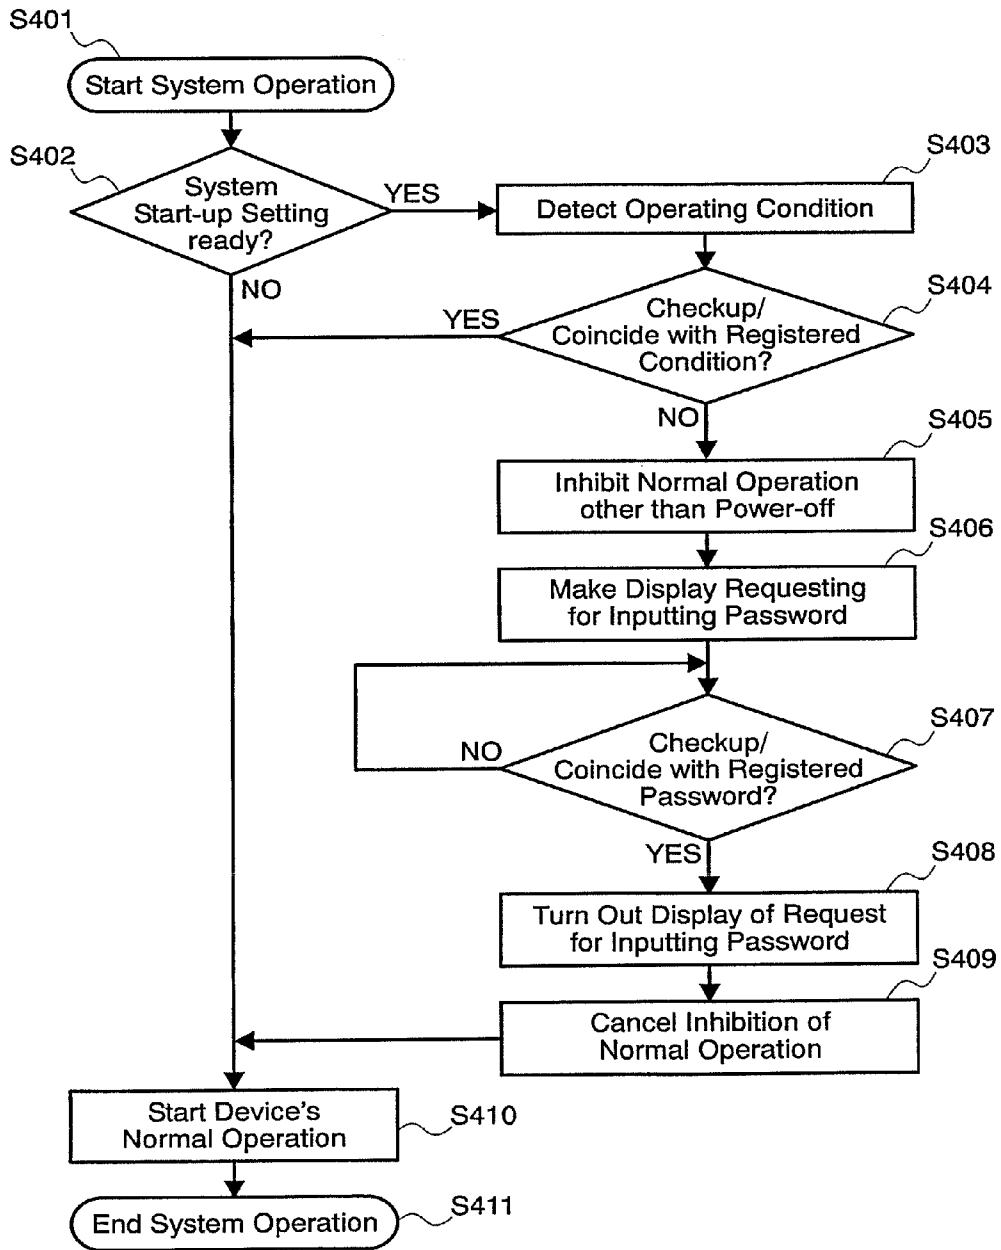 S401
Start System Operation
S402
System
Start-up Setting
ready?
YES
NO
S403
Detect Operating Condition
S404
Checkup/
Coincide with Registered
Condition?
YES
NO
S405
Inhibit Normal Operation
other than Power-off
S406
Make Display Requesting
for Inputting Password
S407
Checkup/
Coincide with Registered
Password?
NO
YES
S408
Turn Out Display of Request
for Inputting Password
S409
Cancel Inhibition of
Normal Operation
Start Device's
Normal Operation
S410
End System Operation
S411